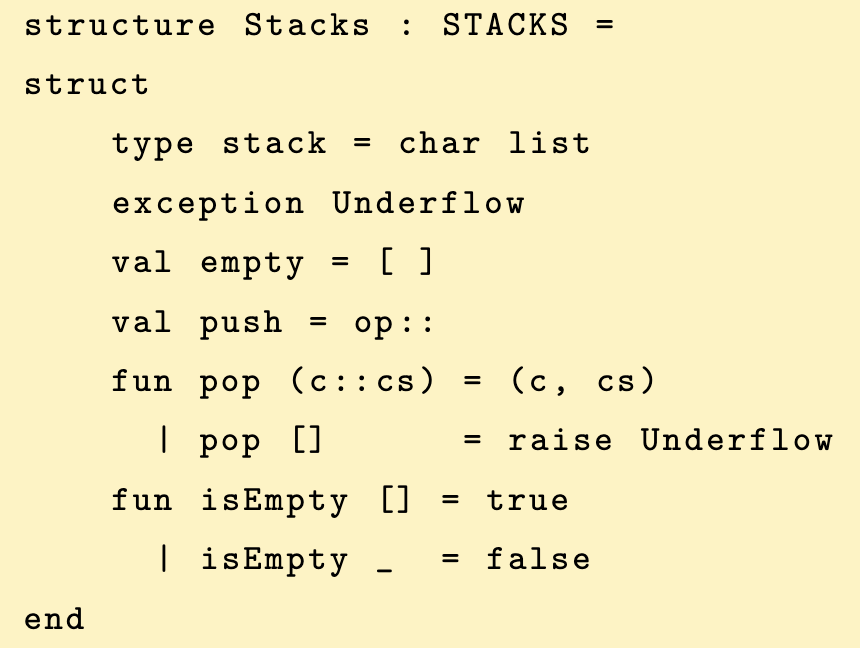 structure Stacks : STACKS =
struct
    type stack = char list
    exception Underflow
    val empty = [ ]
    val push = op::
    fun pop (c::cs) = (c, cs)
      | pop []      = raise Underflow
    fun isEmpty [] = true
      | isEmpty _  = false
end